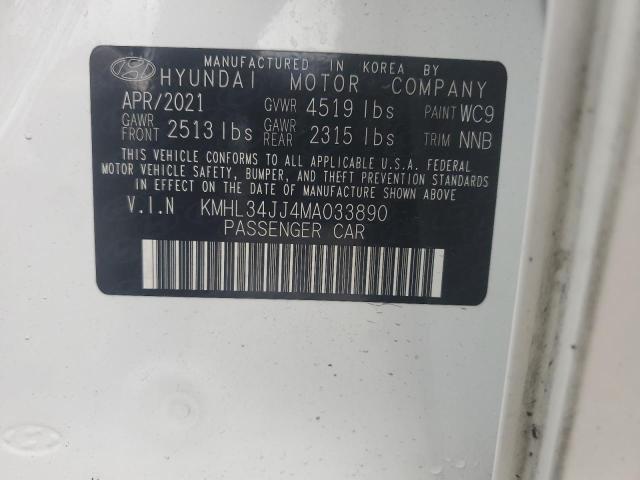 MANUFACTURED IN KOREA BY
HYUNDAI MOTOR COMPANY
APR/2021 GVWR 4519 lbs PAINT WC9
GAWR FRONT 2513 lbs GAWR REAR 2315 lbs TRIM NNB
THIS VEHICLE CONFORMS TO ALL APPLICABLE U.S.A. FEDERAL
MOTOR VEHICLE SAFETY, BUMPER, AND THEFT PREVENTION STANDARDS
IN EFFECT ON THE DATE OF MANUFACTURE SHOWN ABOVE
V.I.N KMHL34JJ4MA033890
PASSENGER CAR